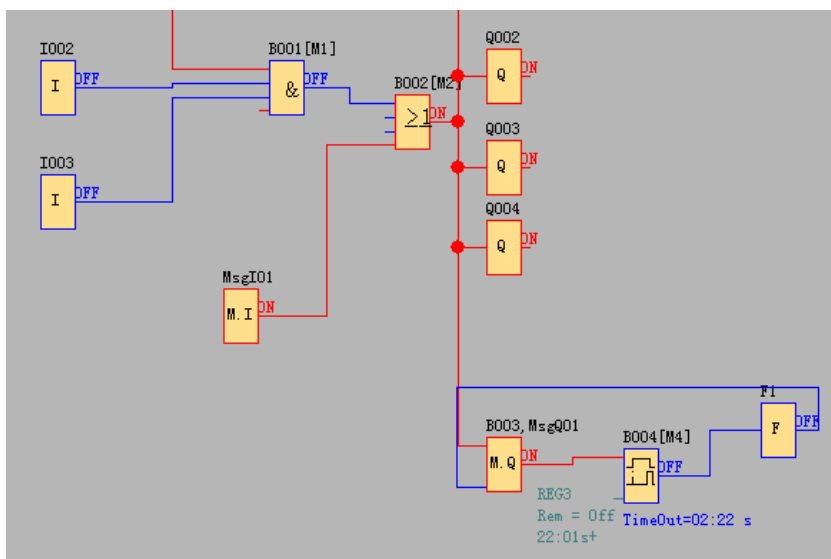 Q002
I002
B001[M1]
I
OFF
&
OFF
Q
ON
B002[M2]
≥1
ON
Q003
Q
ON
I003
I
OFF
Q004
Q
ON
MsgI01
M.I
ON
F1
F
OFF
B003,MsgQ01
M.Q
ON
B004[M4]
OFF
REG3
Rem = Off
22:01s+
TimeOut=02:22 s